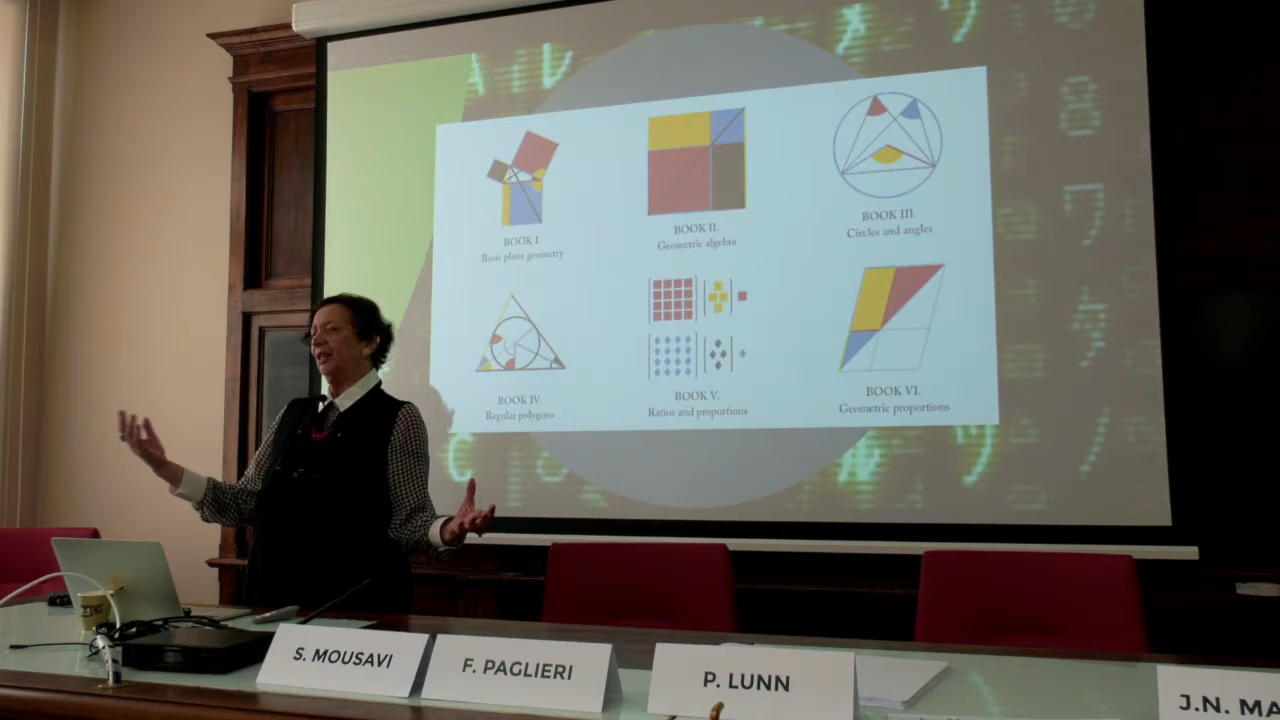 BOOK I.
Basic plane geometry
BOOK II.
Geometric algebra
BOOK III.
Circles and angles
BOOK IV.
Regular polygons
BOOK V.
Ratios and proportions
BOOK VI.
Geometric proportions
S. MOUSAVI
F. PAGLIERI
P. LUNN
J.N. MA